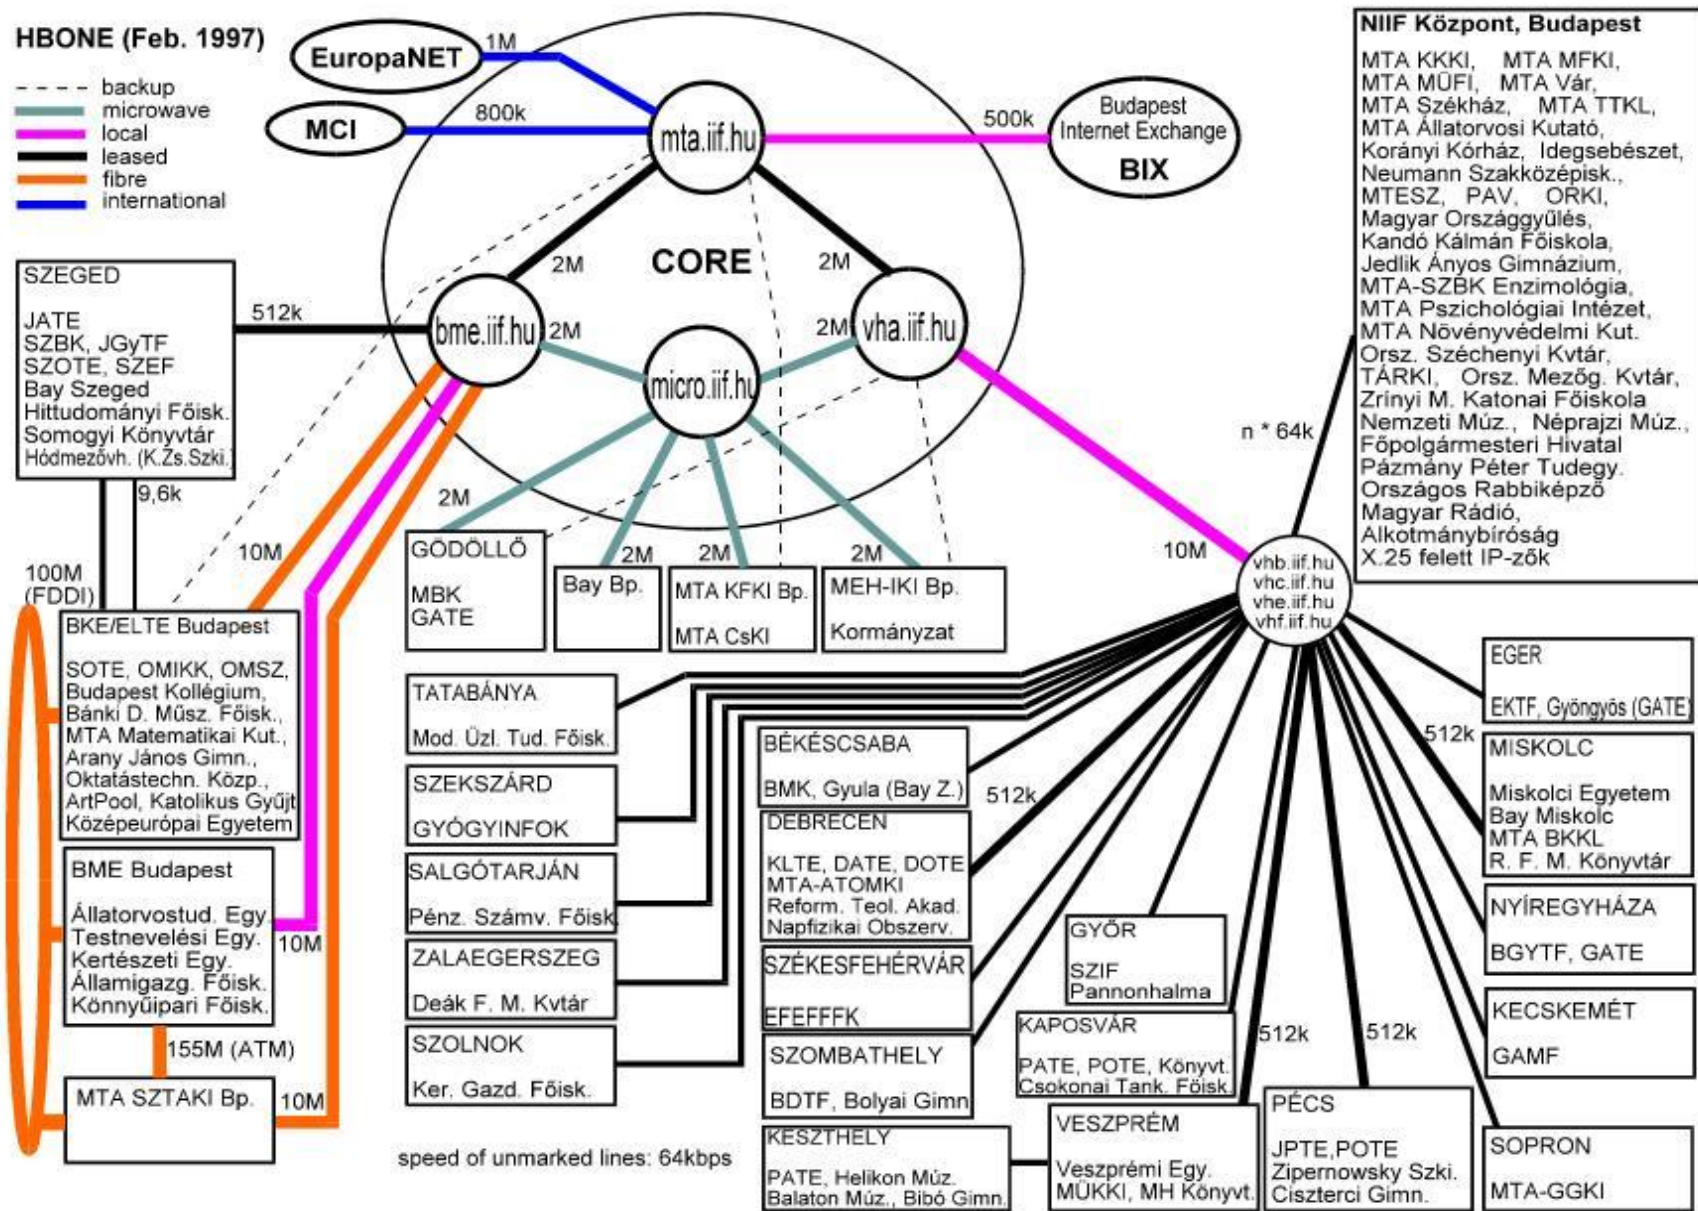 HBONE (Feb. 1997)
backup
microwave
local
leased
fibre
international
EuropaNET
1M
MCI
800k
mta.iif.hu
500k
Budapest
Internet Exchange
BIX
CORE
2M
2M
bme.iif.hu
2M
micro.iif.hu
2M
vha.iif.hu
512k
SZEGED
JATE
SZBK, JGyTF
SZOTE, SZEF
Bay Szeged
Hittudományi Főisk.
Somogyi Könyvtár
Hódmezővh. (K.Zs.Szki.)
9,6k
100M
(FDDI)
10M
BKE/ELTE Budapest
SOTE, OMIKK, OMSZ,
Budapest Kollégium,
Bánki D. Műsz. Főisk.,
MTA Matematikai Kut.,
Arany János Gimn.,
Oktatástechn. Közp.,
ArtPool, Katolikus Gyűjt
Középeurópai Egyetem
BME Budapest
Állatorvostud. Egy.
Testnevelési Egy.
Kertészeti Egy.
Államigazg. Főisk.
Könnyűipari Főisk.
10M
155M (ATM)
MTA SZTAKI Bp.
10M
2M
GÖDÖLLŐ
MBK
GATE
2M
Bay Bp.
2M
MTA KFKI Bp.
MTA CsKI
2M
MEH-IKI Bp.
Kormányzat
TATABÁNYA
Mod. Üzl. Tud. Főisk.
SZEKSZÁRD
GYÓGYINFOK
SALGÓTARJÁN
Pénz. Számv. Főisk.
ZALAEGERSZEG
Deák F. M. Kvtár
SZOLNOK
Ker. Gazd. Főisk.
speed of unmarked lines: 64kbps
BÉKÉSCSABA
BMK, Gyula (Bay Z.)
512k
DEBRECEN
KLTE, DATE, DOTE
MTA-ATOMKI
Reform. Teol. Akad.
Napfizikai Obszerv.
SZÉKESFEHÉRVÁR
EFEFFFK
SZOMBATHELY
BDTF, Bolyai Gimn
KESZTHELY
PATE, Helikon Múz.
Balaton Múz., Bibó Gimn.
GYŐR
SZIF
Pannonhalma
KAPOSVÁR
PATE, POTE, Könyvt.
Csokonai Tank. Főisk.
512k
VESZPRÉM
Veszprémi Egy.
MÜKKI, MH Könyvt.
512k
PÉCS
JPTE,POTE
Zipernowsky Szki.
Ciszterci Gimn.
10M
vhb.iif.hu
vhc.iif.hu
vhe.iif.hu
vhf.iif.hu
n * 64k
NIIF Központ, Budapest
MTA KKKI, MTA MFKI,
MTA MÜFI, MTA Vár,
MTA Székház, MTA TTKL,
MTA Állatorvosi Kutató,
Korányi Kórház, Idegsebészet,
Neumann Szakközépisk.,
MTESZ, PAV, ORKI,
Magyar Országgyűlés,
Kandó Kálmán Főiskola,
Jedlik Ányos Gimnázium,
MTA-SZBK Enzimológia,
MTA Pszichológiai Intézet,
MTA Növényvédelmi Kut.
Orsz. Széchenyi Kvtár,
TÁRKI, Orsz. Mezőg. Kvtár,
Zrínyi M. Katonai Főiskola
Nemzeti Múz., Néprajzi Múz.,
Főpolgármesteri Hivatal
Pázmány Péter Tudegy.
Országos Rabbiképző
Magyar Rádió,
Alkotmánybíróság
X.25 felett IP-zők
EGER
EKTF, Gyöngyös (GATE)
512k
MISKOLC
Miskolci Egyetem
Bay Miskolc
MTA BKKL
R. F. M. Könyvtár
NYÍREGYHÁZA
BGYTF, GATE
KECSKEMÉT
GAMF
SOPRON
MTA-GGKI